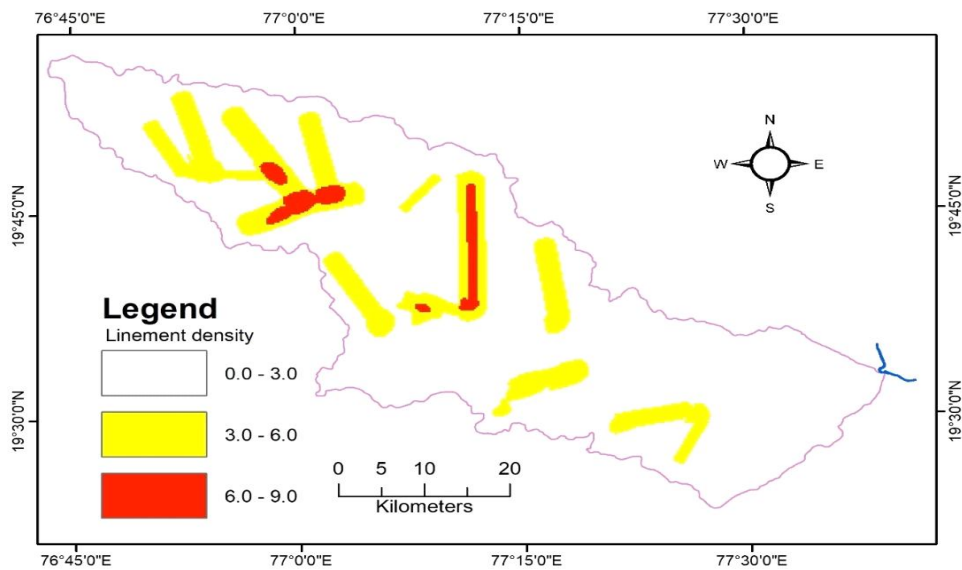 76°45'0"E 77°0'0"E 77°15'0"E 77°30'0"E
N
W E
S
19°45'0"N 19°45'0"N
Legend
Linement density
0.0 - 3.0
3.0 - 6.0
6.0 - 9.0
19°30'0"N 19°30'0"N
0 5 10 20
Kilometers
76°45'0"E 77°0'0"E 77°15'0"E 77°30'0"E